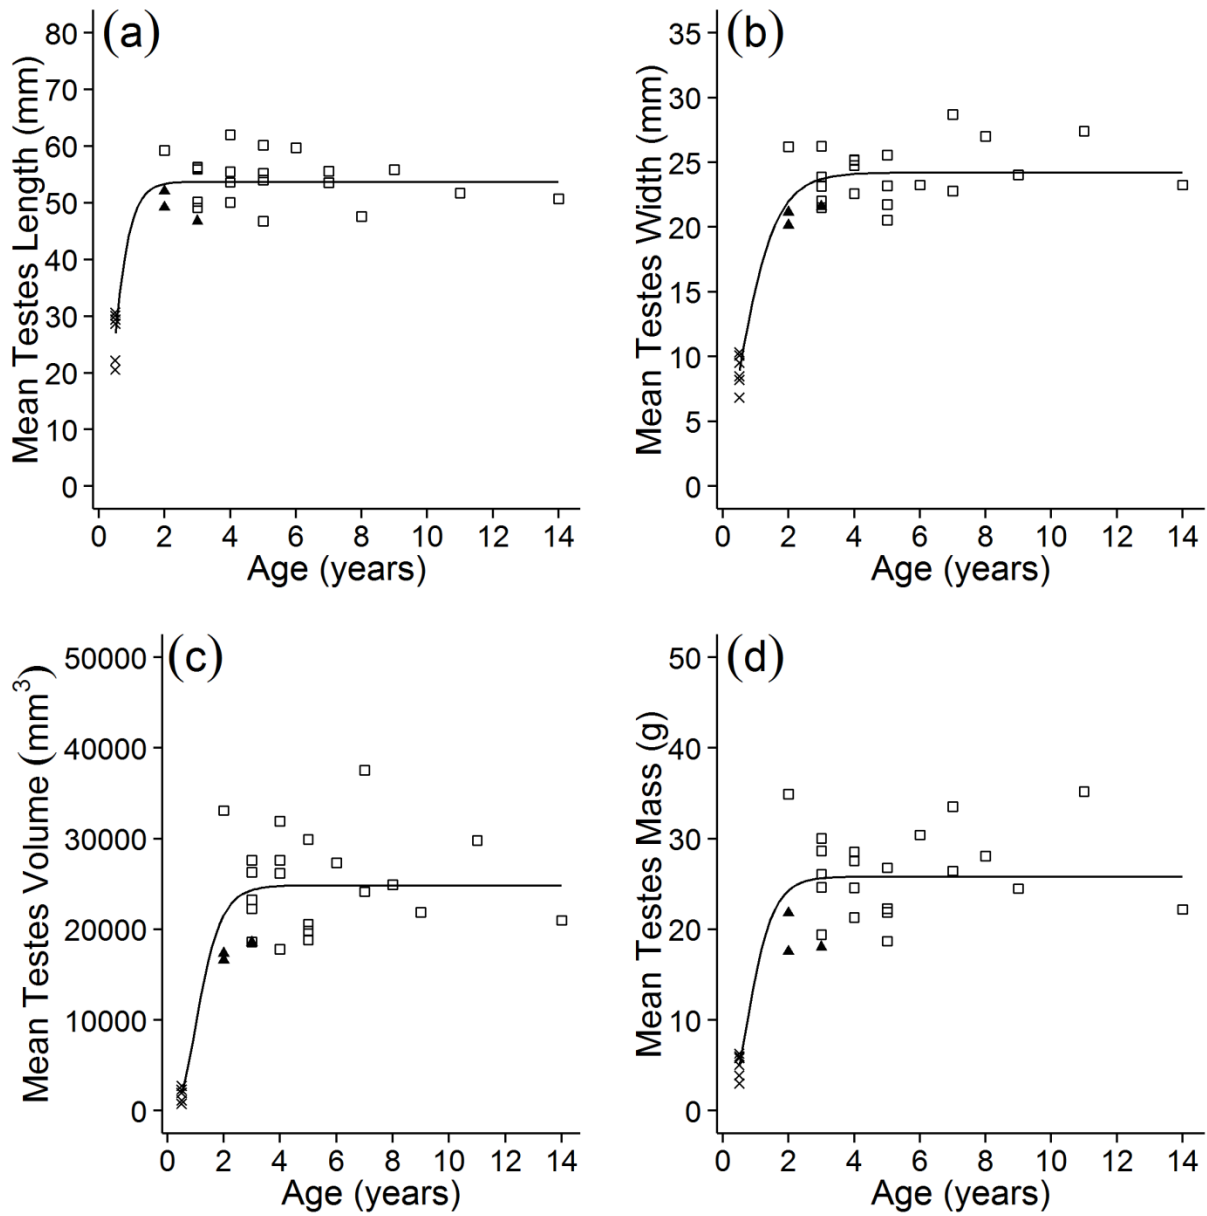 (a)
Mean Testes Length (mm)
80
70
60
50
40
30
20
10
0
0 2 4 6 8 10 12 14
Age (years)
(b)
Mean Testes Width (mm)
35
30
25
20
15
10
5
0
0 2 4 6 8 10 12 14
Age (years)
(c)
Mean Testes Volume (mm³)
50000
40000
30000
20000
10000
0
0 2 4 6 8 10 12 14
Age (years)
(d)
Mean Testes Mass (g)
50
40
30
20
10
0
0 2 4 6 8 10 12 14
Age (years)